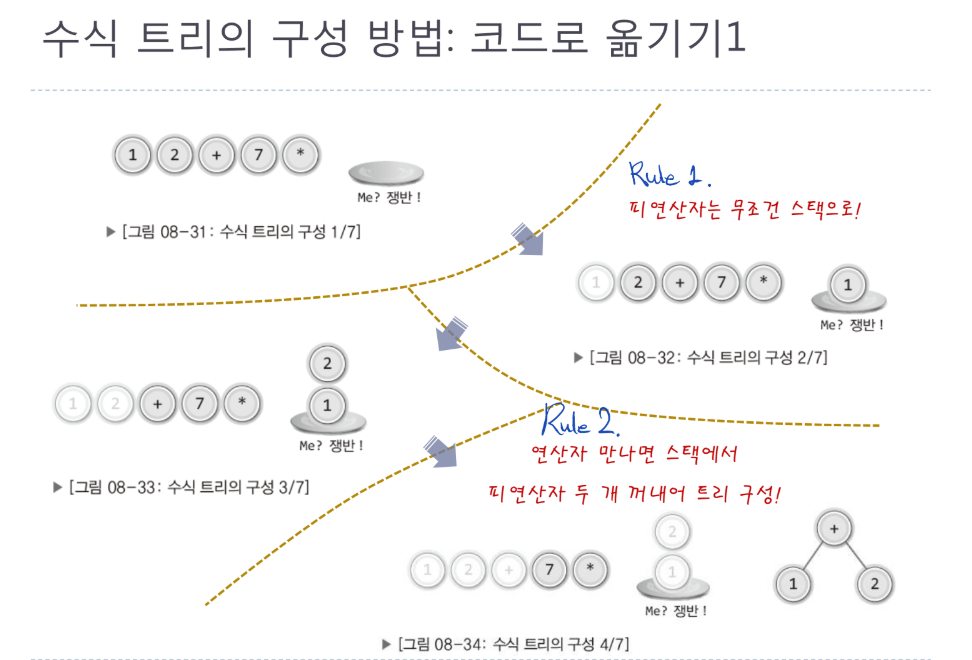 수식 트리의 구성 방법: 코드로 옮기기1
1 2 + 7 *
Me? 쟁반 !
▶ [그림 08-31: 수식 트리의 구성 1/7]
Rule 1.
피연산자는 무조건 스택으로!
1 2 + 7 *
1
Me? 쟁반 !
▶ [그림 08-32: 수식 트리의 구성 2/7]
1 2 + 7 *
2
1
Me? 쟁반 !
▶ [그림 08-33: 수식 트리의 구성 3/7]
Rule 2.
연산자 만나면 스택에서
피연산자 두 개 꺼내어 트리 구성!
1 2 + 7 *
2
1
Me? 쟁반 !
+
1 2
▶ [그림 08-34: 수식 트리의 구성 4/7]